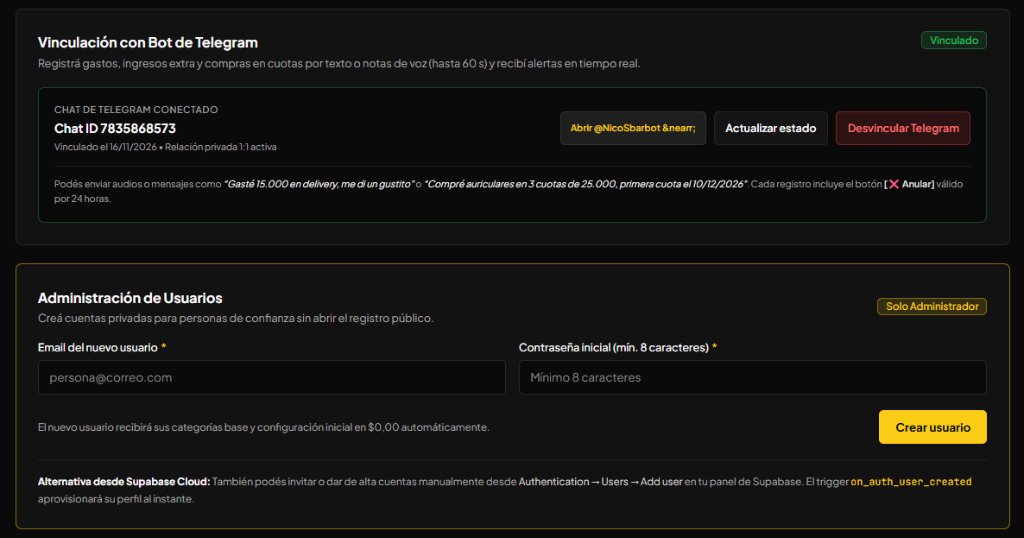 Vinculación con Bot de Telegram
Vinculado
Registrá gastos, ingresos extra y compras en cuotas por texto o notas de voz (hasta 60 s) y recibí alertas en tiempo real.
CHAT DE TELEGRAM CONECTADO
Chat ID 7835868573
Vinculado el 16/11/2026 • Relación privada 1:1 activa
Abrir @NicoSbarbot &nearr;
Actualizar estado
Desvincular Telegram
Podés enviar audios o mensajes como "Gasté 15.000 en delivery, me di un gustito" o "Compré auriculares en 3 cuotas de 25.000, primera cuota el 10/12/2026". Cada registro incluye el botón [❌ Anular] válido
por 24 horas.
Administración de Usuarios
Solo Administrador
Creá cuentas privadas para personas de confianza sin abrir el registro público.
Email del nuevo usuario *
Contraseña inicial (mín. 8 caracteres) *
persona@correo.com
Mínimo 8 caracteres
El nuevo usuario recibirá sus categorías base y configuración inicial en $0,00 automáticamente.
Crear usuario
Alternativa desde Supabase Cloud: También podés invitar o dar de alta cuentas manualmente desde Authentication → Users → Add user en tu panel de Supabase. El trigger on_auth_user_created
aprovisionará su perfil al instante.